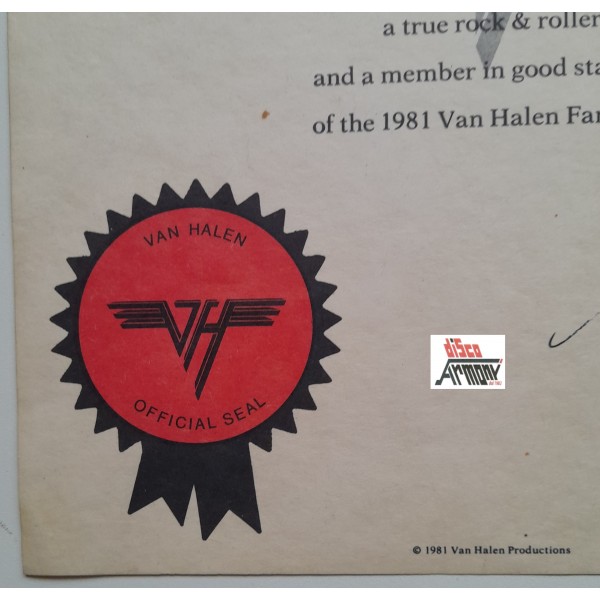 a true rock & roller
and a member in good sta
of the 1981 Van Halen Fan
VAN HALEN
VH
OFFICIAL SEAL
disco
Armony
© 1981 Van Halen Productions